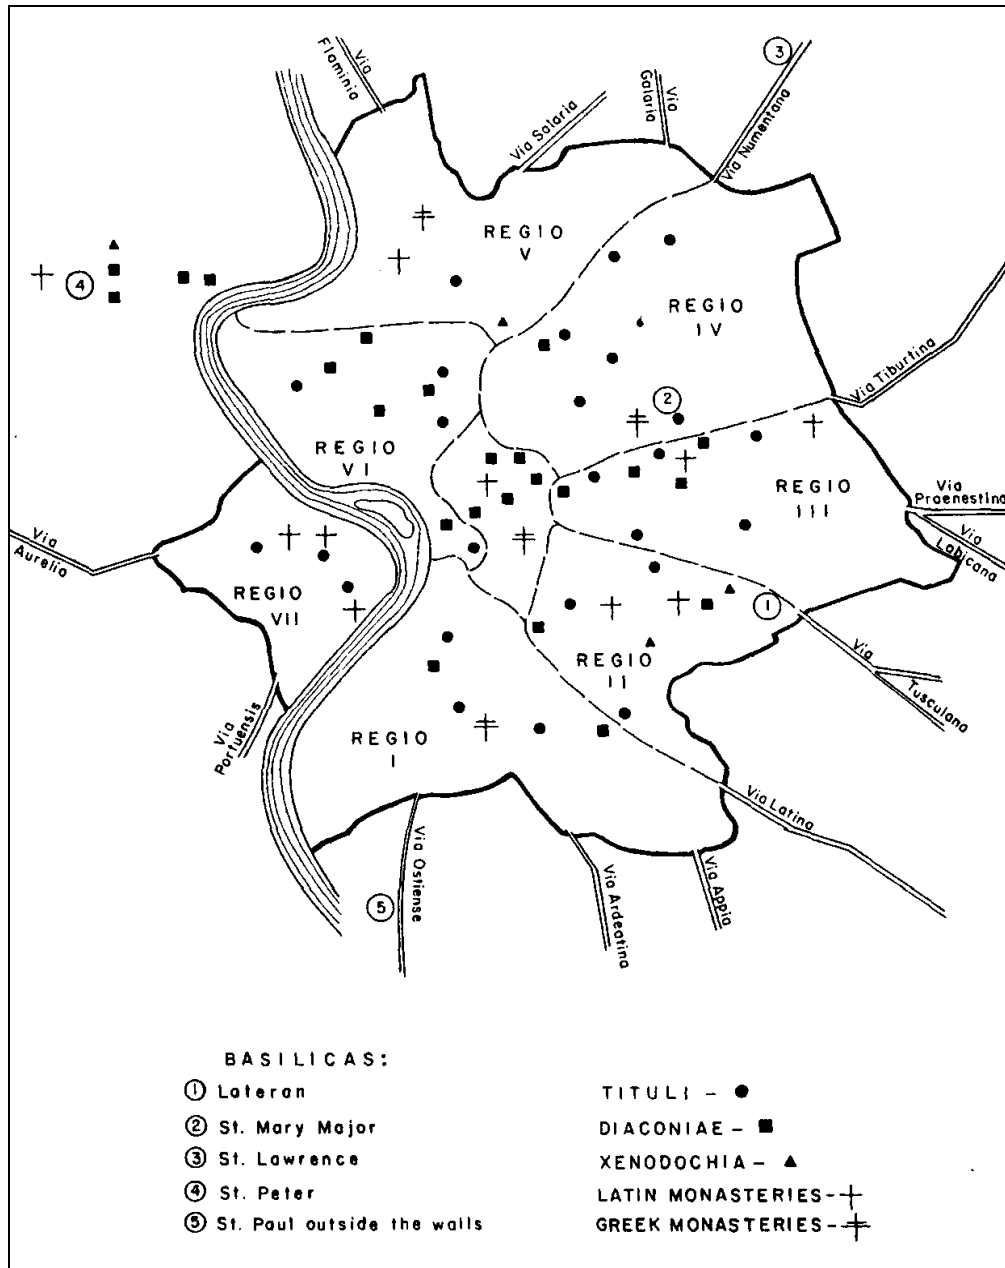 Via
Flaminia
Via Salaria
Via
Galaria
3
Via Numentana
REGIO
V
4
REGIO
IV
Via Tiburtina
2
REGIO
VI
REGIO
III
Via
Praenestina
Via
Labicana
Via
Aurelia
REGIO
VII
1
REGIO
II
Via
Tusculana
Via
Portuensis
REGIO
I
Via Latina
Via Ostiense
5
Via Ardeatina
Via Appia
BASILICAS:
1 Lateran
2 St. Mary Major
3 St. Lawrence
4 St. Peter
5 St. Paul outside the walls
TITULI -
DIACONIAE -
XENODOCHIA -
LATIN MONASTERIES -
GREEK MONASTERIES -